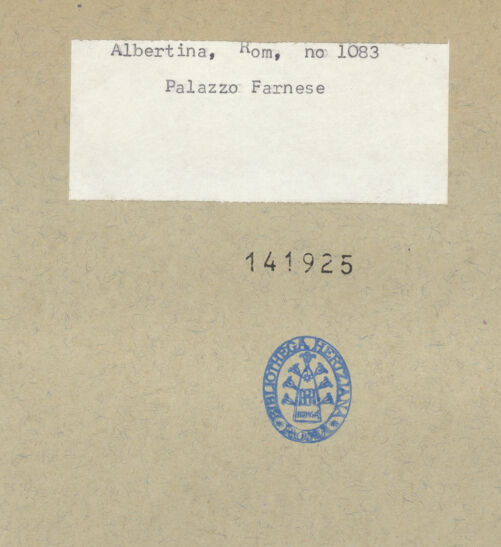 Albertina, Rom, no 1083
Palazzo Farnese
141925
BIBLIOTHECA HERTZIANA